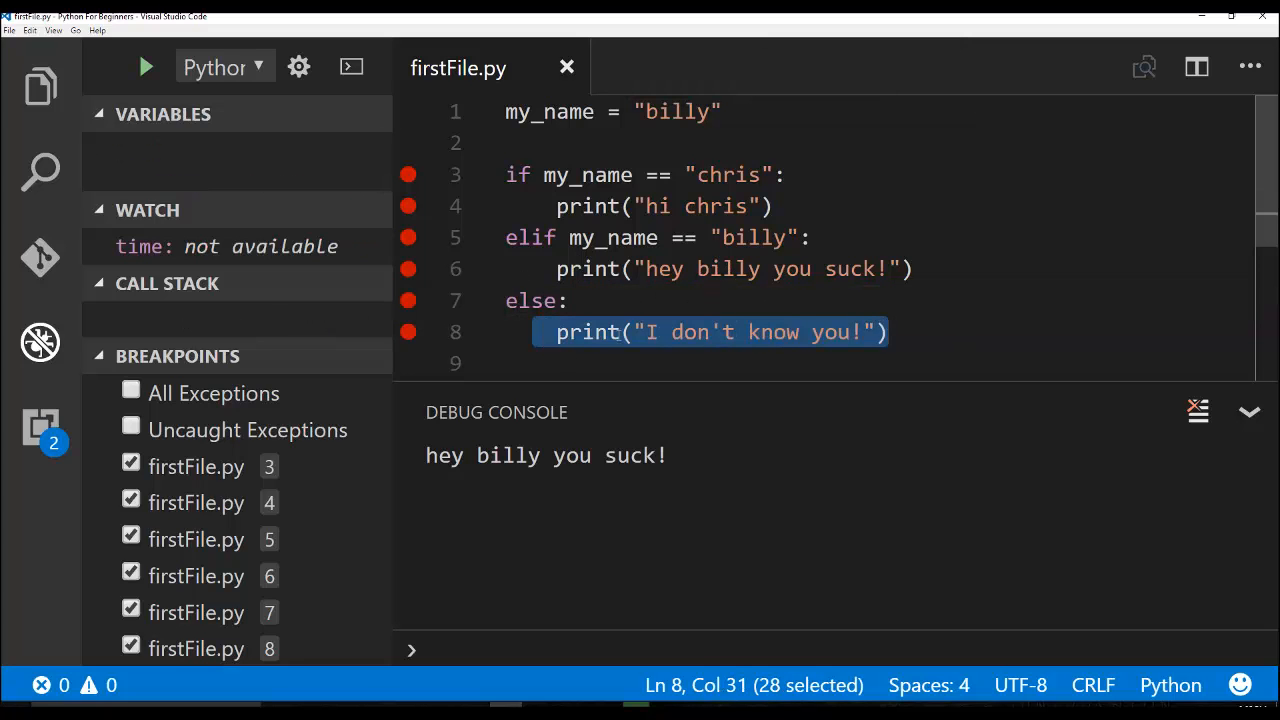 firstFile.py - Python For Beginners - Visual Studio Code
File Edit View Go Help
Python
firstFile.py
VARIABLES
WATCH
time: not available
CALL STACK
BREAKPOINTS
All Exceptions
Uncaught Exceptions
firstFile.py 3
firstFile.py 4
firstFile.py 5
firstFile.py 6
firstFile.py 7
firstFile.py 8
2
1 my_name = "billy"
2
3 if my_name == "chris":
4 print("hi chris")
5 elif my_name == "billy":
6 print("hey billy you suck!")
7 else:
8 print("I don't know you!")
9
DEBUG CONSOLE
hey billy you suck!
0 0 Ln 8, Col 31 (28 selected) Spaces: 4 UTF-8 CRLF Python